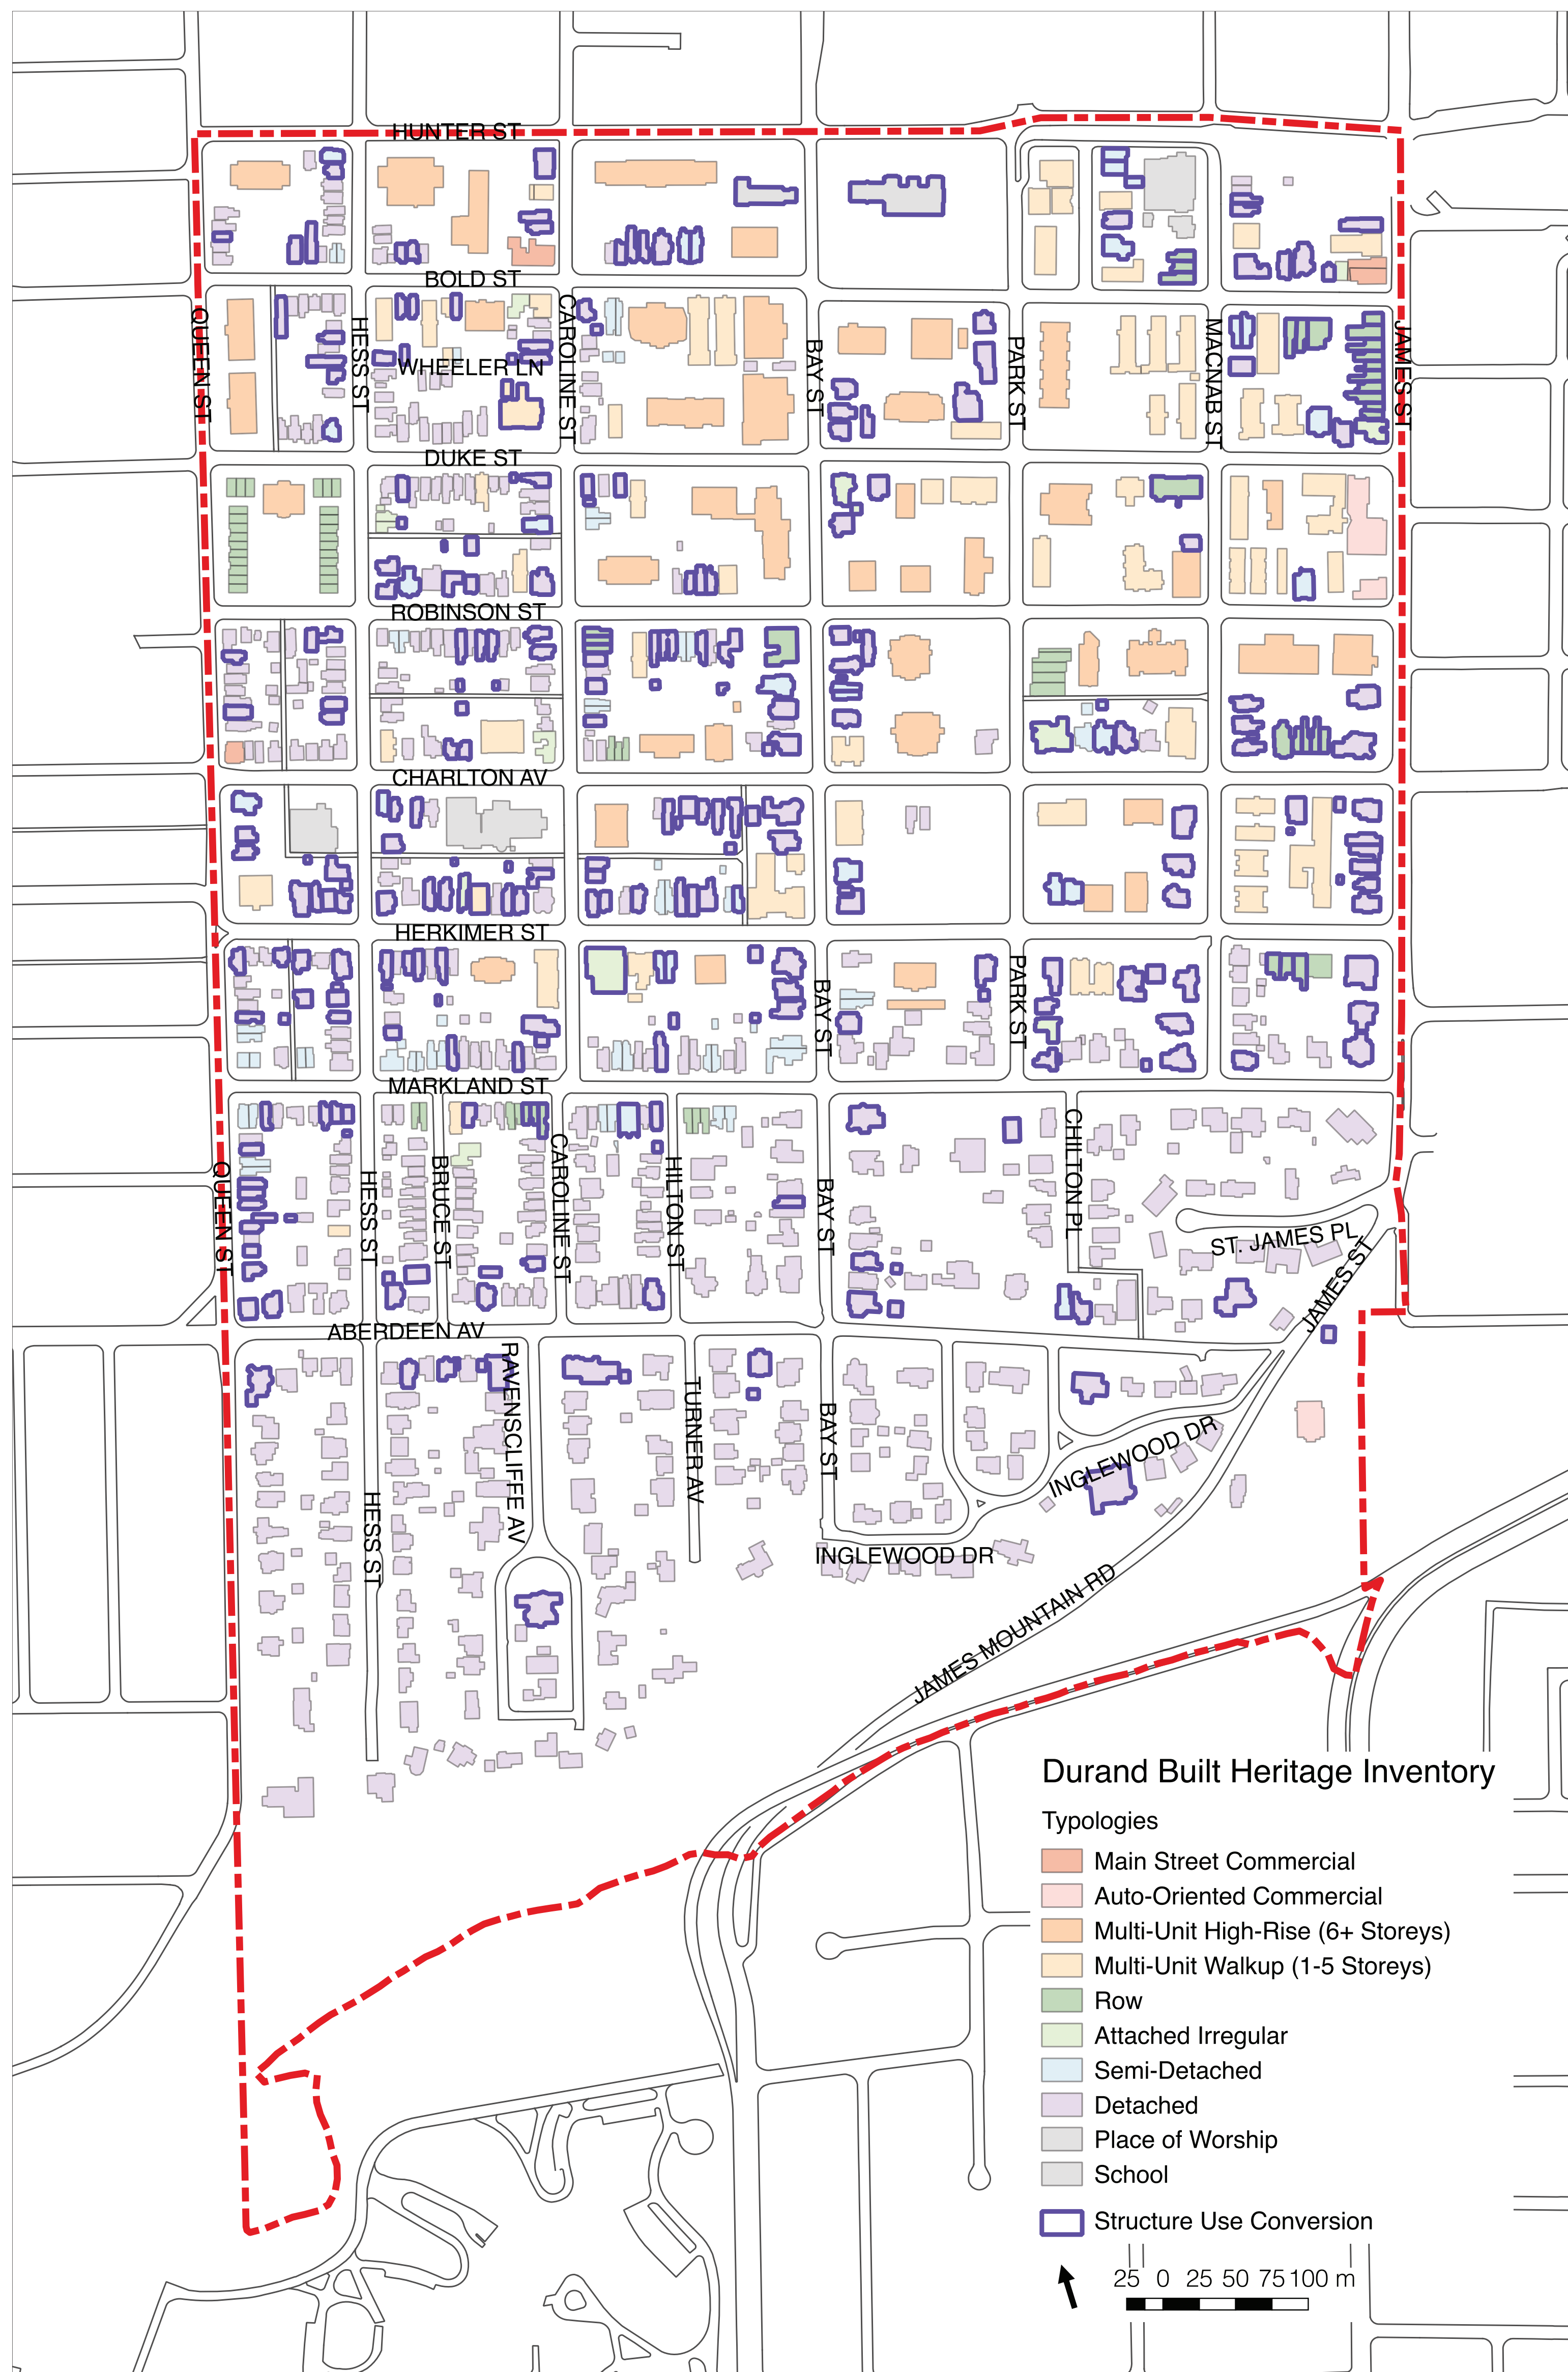 HUNTER ST
BOLD ST
QUEEN ST
HESS ST
CAROLINE ST
WHEELER LN
BAY ST
PARK ST
MACNAB ST
JAMES ST
DUKE ST
ROBINSON ST
CHARLTON AV
HERKIMER ST
BAY ST
PARK ST
MARKLAND ST
QUEEN ST
HESS ST
BRUCE ST
CAROLINE ST
HILTON ST
BAY ST
CHILTON PL
ST. JAMES PL
JAMES ST
ABERDEEN AV
RAVENSCLIFFE AV
TURNER AV
BAY ST
INGLEWOOD DR
HESS ST
INGLEWOOD DR
JAMES MOUNTAIN RD
Durand Built Heritage Inventory
Typologies
Main Street Commercial
Auto-Oriented Commercial
Multi-Unit High-Rise (6+ Storeys)
Multi-Unit Walkup (1-5 Storeys)
Row
Attached Irregular
Semi-Detached
Detached
Place of Worship
School
Structure Use Conversion
25 0 25 50 75 100 m